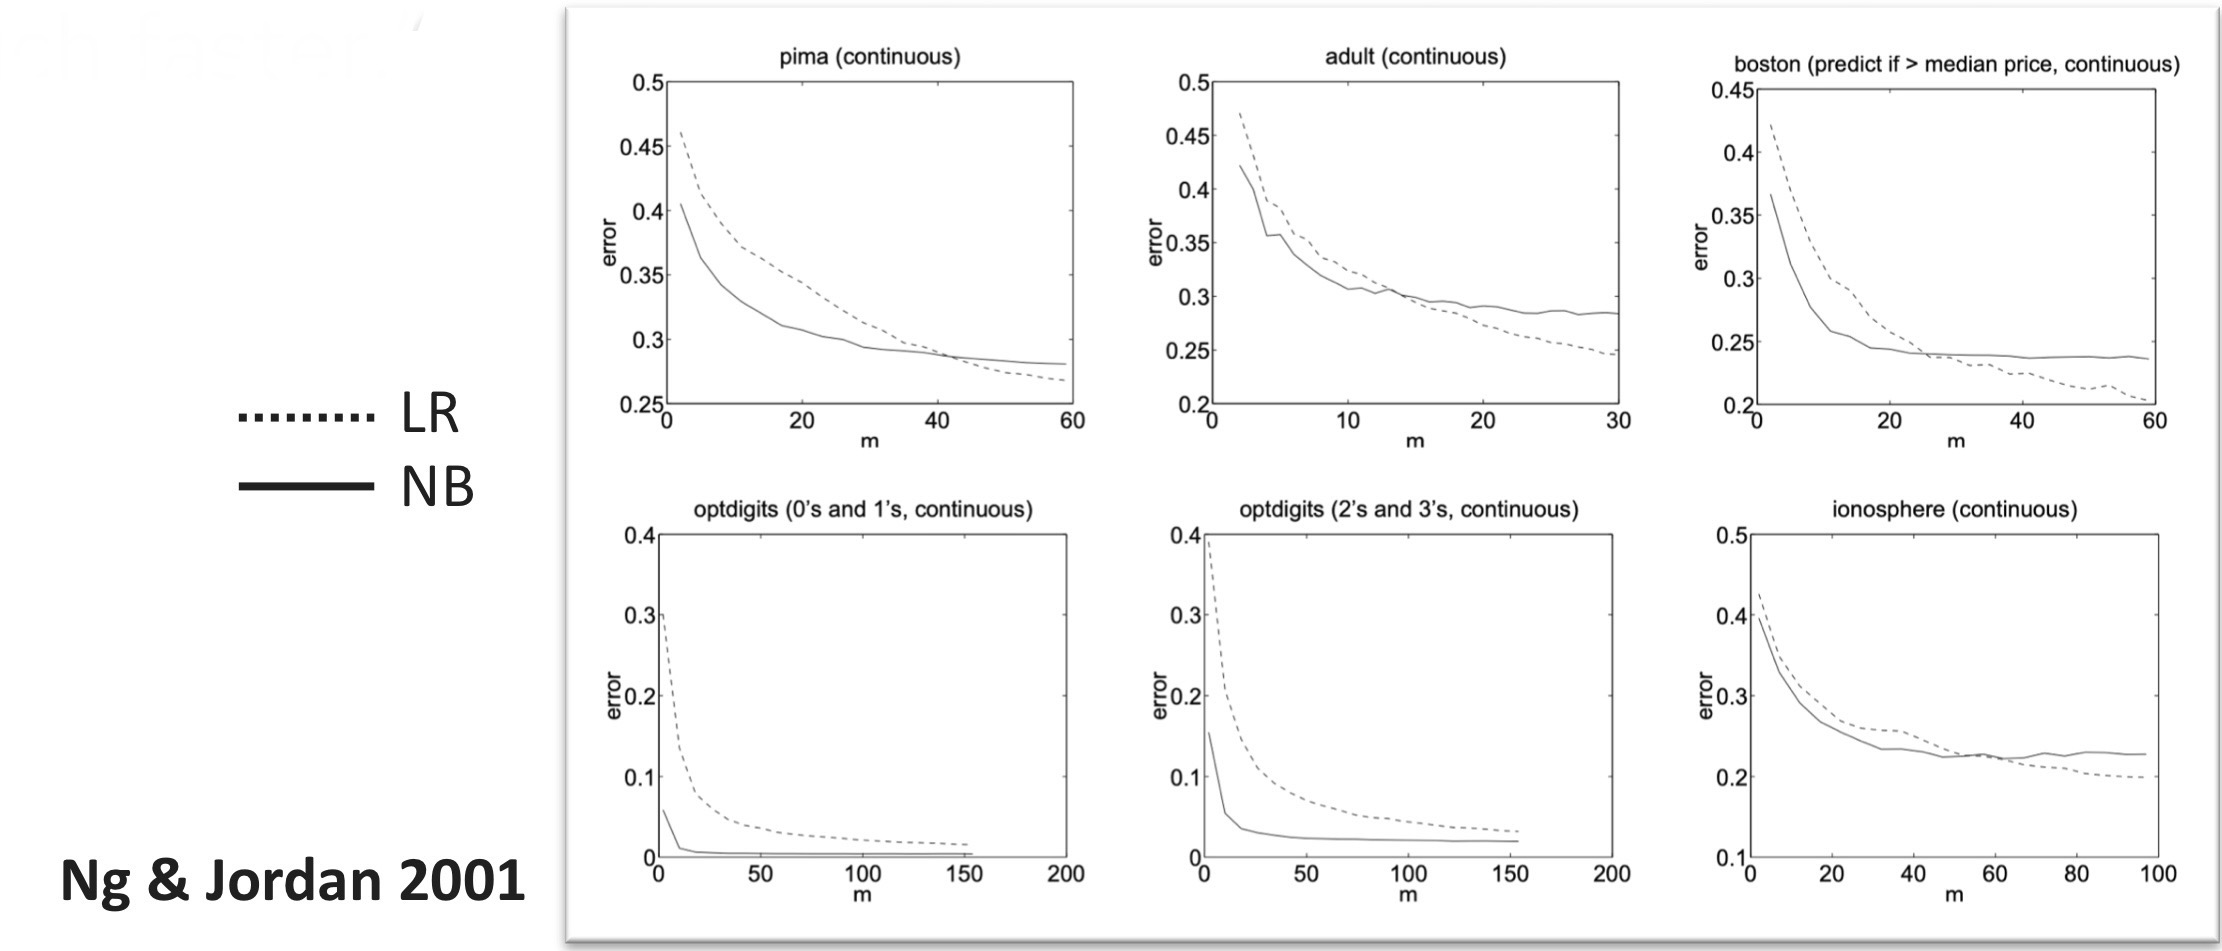 LR
NB
Ng & Jordan 2001
pima (continuous)
0.5
0.45
0.4
0.35
0.3
0.25
error
0 20 40 60
m
adult (continuous)
0.5
0.45
0.4
0.35
0.3
0.25
0.2
error
0 10 20 30
m
boston (predict if > median price, continuous)
0.45
0.4
0.35
0.3
0.25
0.2
error
0 20 40 60
m
optdigits (0's and 1's, continuous)
0.4
0.3
0.2
0.1
0
error
0 50 100 150 200
m
optdigits (2's and 3's, continuous)
0.4
0.3
0.2
0.1
0
error
0 50 100 150 200
m
ionosphere (continuous)
0.5
0.4
0.3
0.2
0.1
error
0 20 40 60 80 100
m